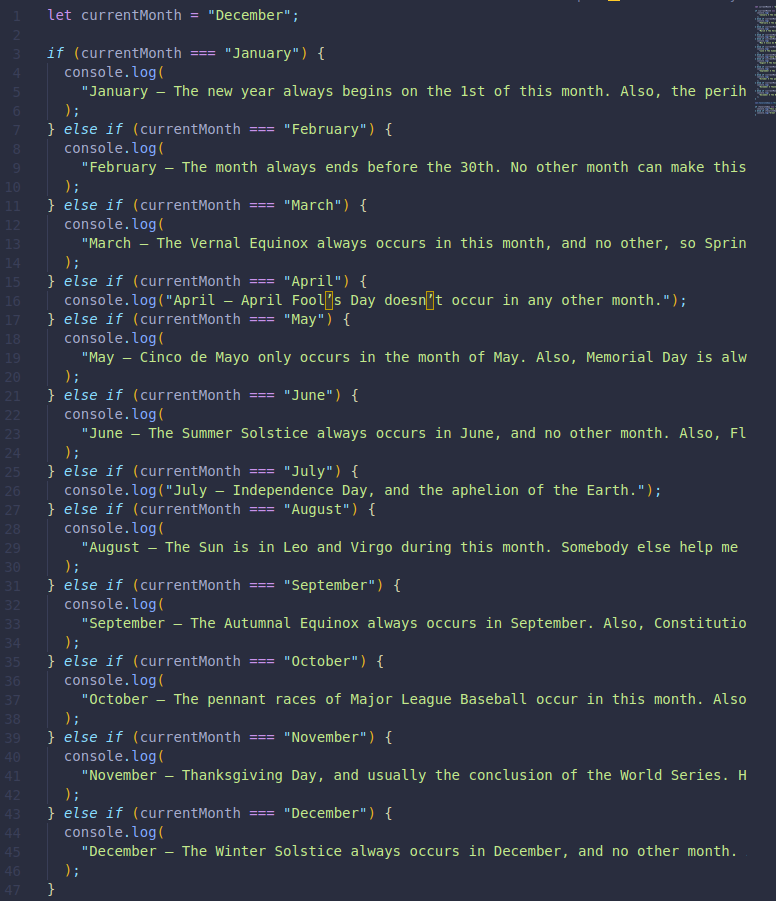 1 let currentMonth = "December";
2
3 if (currentMonth === "January") {
4 console.log(
5 "January – The new year always begins on the 1st of this month. Also, the perih
6 );
7 } else if (currentMonth === "February") {
8 console.log(
9 "February – The month always ends before the 30th. No other month can make this
10 );
11 } else if (currentMonth === "March") {
12 console.log(
13 "March – The Vernal Equinox always occurs in this month, and no other, so Sprin
14 );
15 } else if (currentMonth === "April") {
16 console.log("April – April Fool’s Day doesn’t occur in any other month.");
17 } else if (currentMonth === "May") {
18 console.log(
19 "May – Cinco de Mayo only occurs in the month of May. Also, Memorial Day is alw
20 );
21 } else if (currentMonth === "June") {
22 console.log(
23 "June – The Summer Solstice always occurs in June, and no other month. Also, Fl
24 );
25 } else if (currentMonth === "July") {
26 console.log("July – Independence Day, and the aphelion of the Earth.");
27 } else if (currentMonth === "August") {
28 console.log(
29 "August – The Sun is in Leo and Virgo during this month. Somebody else help me
30 );
31 } else if (currentMonth === "September") {
32 console.log(
33 "September – The Autumnal Equinox always occurs in September. Also, Constitutio
34 );
35 } else if (currentMonth === "October") {
36 console.log(
37 "October – The pennant races of Major League Baseball occur in this month. Also
38 );
39 } else if (currentMonth === "November") {
40 console.log(
41 "November – Thanksgiving Day, and usually the conclusion of the World Series. H
42 );
43 } else if (currentMonth === "December") {
44 console.log(
45 "December – The Winter Solstice always occurs in December, and no other month.
46 );
47 }